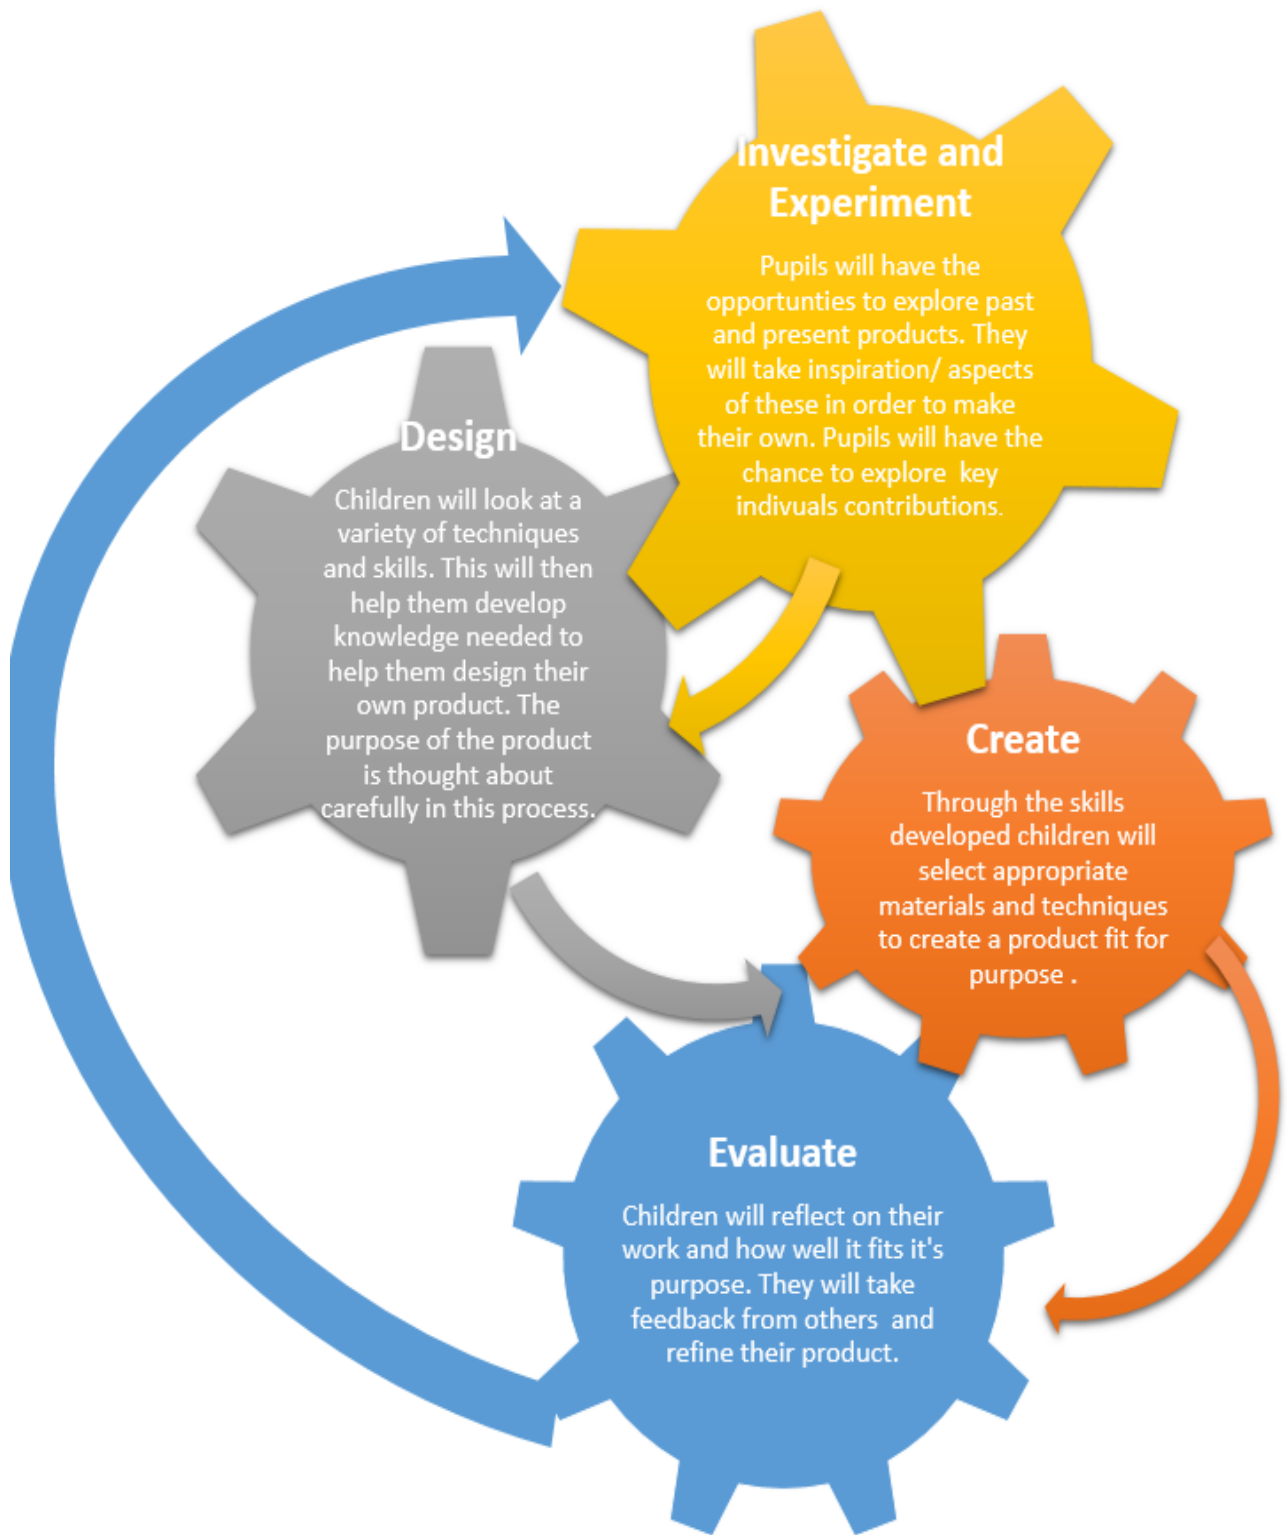 Investigate and
Experiment
Pupils will have the
opportunties to explore past
and present products. They
will take inspiration/ aspects
of these in order to make
their own. Pupils will have the
chance to explore  key
indivuals contributions.
Design
Children will look at a
variety of techniques
and skills. This will then
help them develop
knowledge needed to
help them design their
own product. The
purpose of the product
is thought about
carefully in this process.
Create
Through the skills
developed children will
select appropriate
materials and techniques
to create a product fit for
purpose .
Evaluate
Children will reflect on their
work and how well it fits it's
purpose. They will take
feedback from others  and
refine their product.